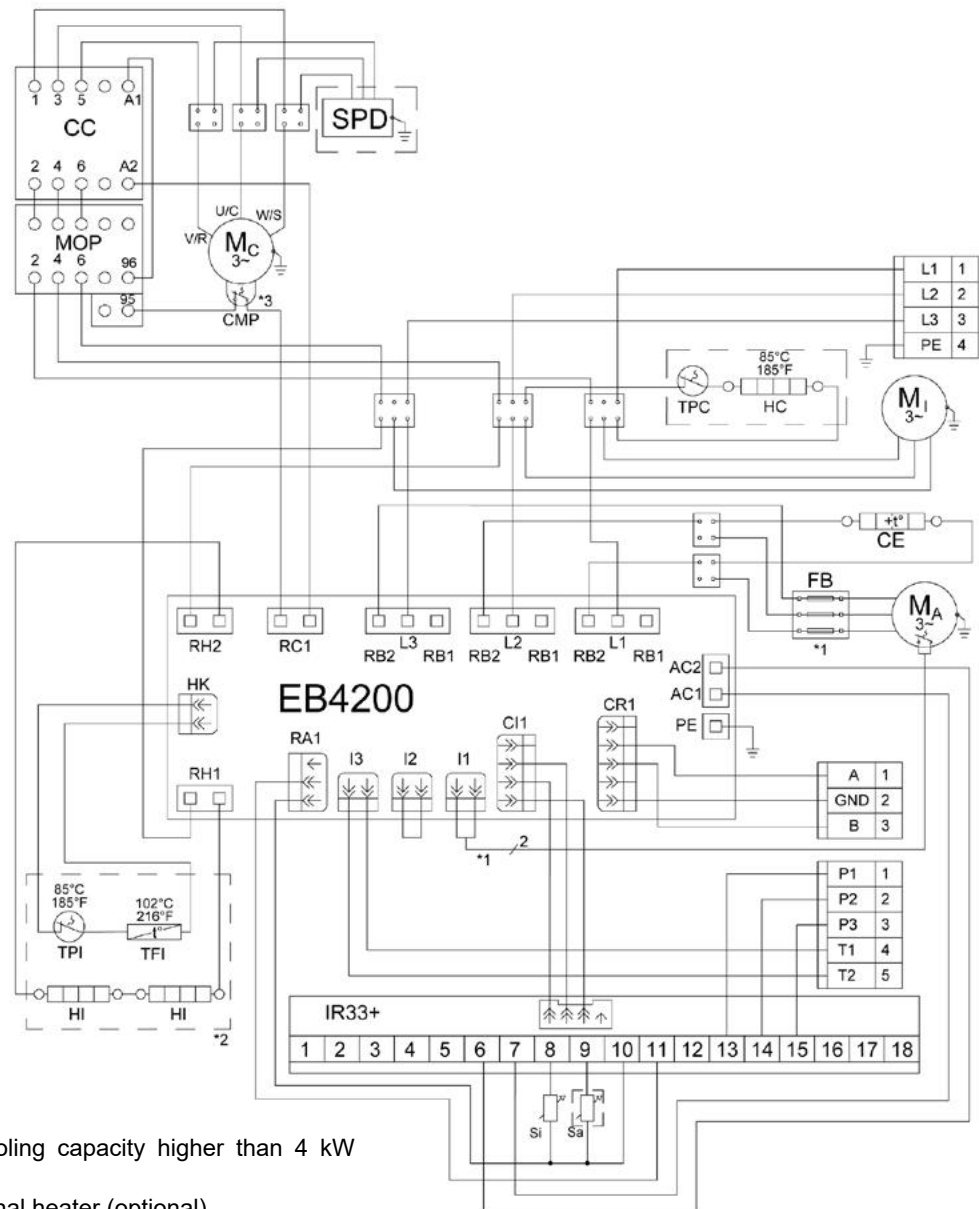 1 3 5 A1
CC
2 4 6 A2
MOP
2 4 6 96
95
SPD
U/C
V/R
W/S
MC
3~
*3
CMP
L1 1
L2 2
L3 3
PE 4
85°C
185°F
TPC
HC
M I
3~
+t°
CE
FB
*1
MA
3~
RH2
RC1
RB2 L3 RB1
RB2 L2 RB1
RB2 L1 RB1
AC2
AC1
PE
HK
EB4200
RA1
I3
I2
I1
CI1
CR1
RH1
*1
2
A 1
GND 2
B 3
P1 1
P2 2
P3 3
T1 4
T2 5
85°C
185°F
TPI
102°C
216°F
t°
TFI
HI
HI
*2
IR33+
1 2 3 4 5 6 7 8 9 10 11 12 13 14 15 16 17 18
Si
Sa
oling capacity higher than 4 kW
nal heater (optional)